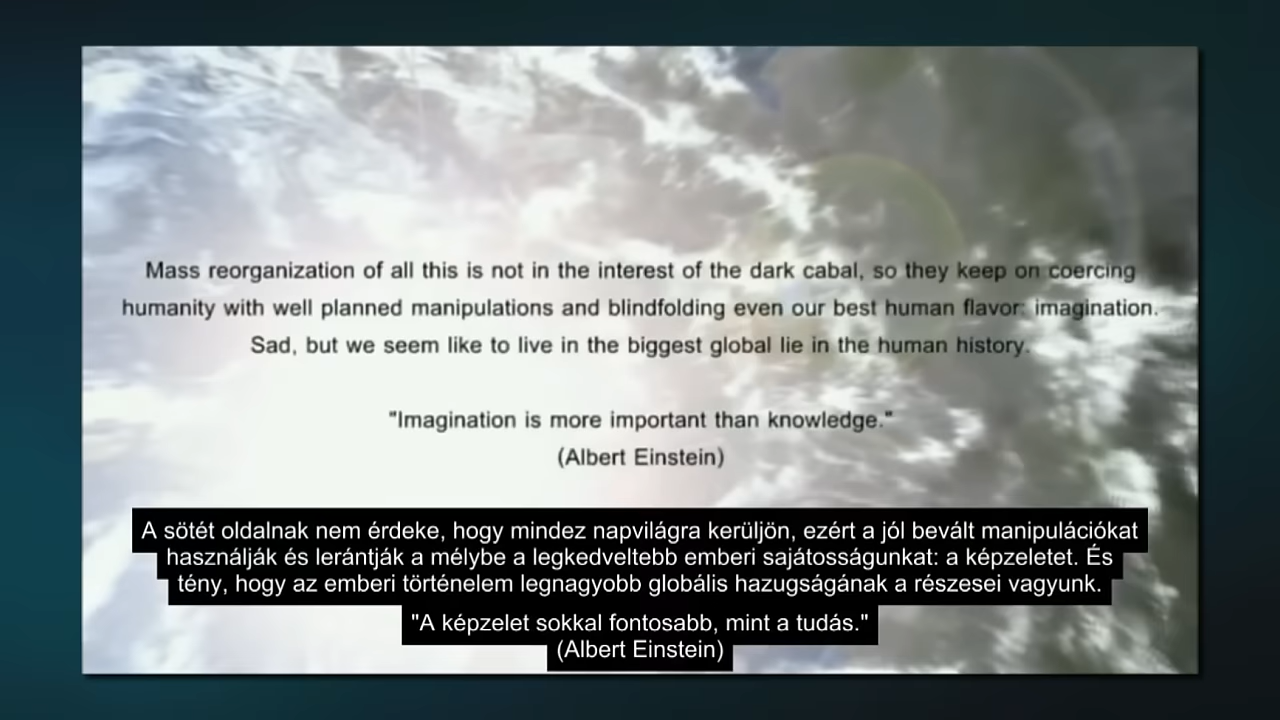 Mass reorganization of all this is not in the interest of the dark cabal, so they keep on coercing
humanity with well planned manipulations and blindfolding even our best human flavor: imagination.
Sad, but we seem like to live in the biggest global lie in the human history.
"Imagination is more important than knowledge."
(Albert Einstein)
A sötét oldalnak nem érdeke, hogy mindez napvilágra kerüljön, ezért a jól bevált manipulációkat
használják és lerántják a mélybe a legkedveltebb emberi sajátosságunkat: a képzeletet. És
tény, hogy az emberi történelem legnagyobb globális hazugságának a részesei vagyunk.
"A képzelet sokkal fontosabb, mint a tudás."
(Albert Einstein)